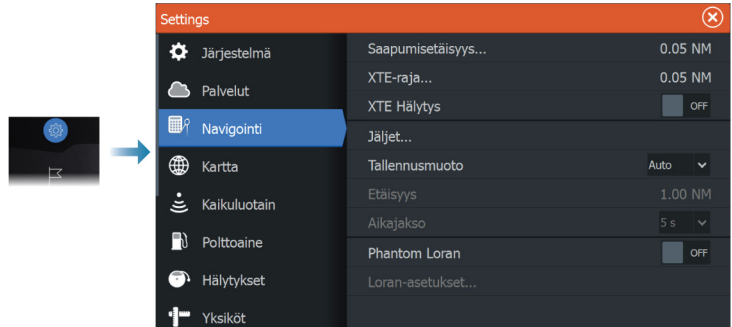 Settings
Järjestelmä
Palvelut
Navigointi
Kartta
Kaikuluotain
Polttoaine
Hälytykset
Yksiköt
Saapumisetäisyys... 0.05 NM
XTE-raja... 0.05 NM
XTE Hälytys OFF
Jäljet...
Tallennusmuoto Auto
Etäisyys 1.00 NM
Aikajakso 5 s
Phantom Loran OFF
Loran-asetukset...